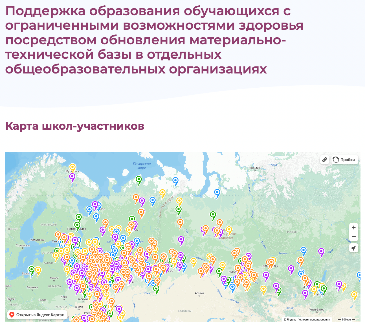 Поддержка образования обучающихся с
ограниченными возможностями здоровья
посредством обновления материально-
технической базы в отдельных
общеобразовательных организациях
Карта школ-участников